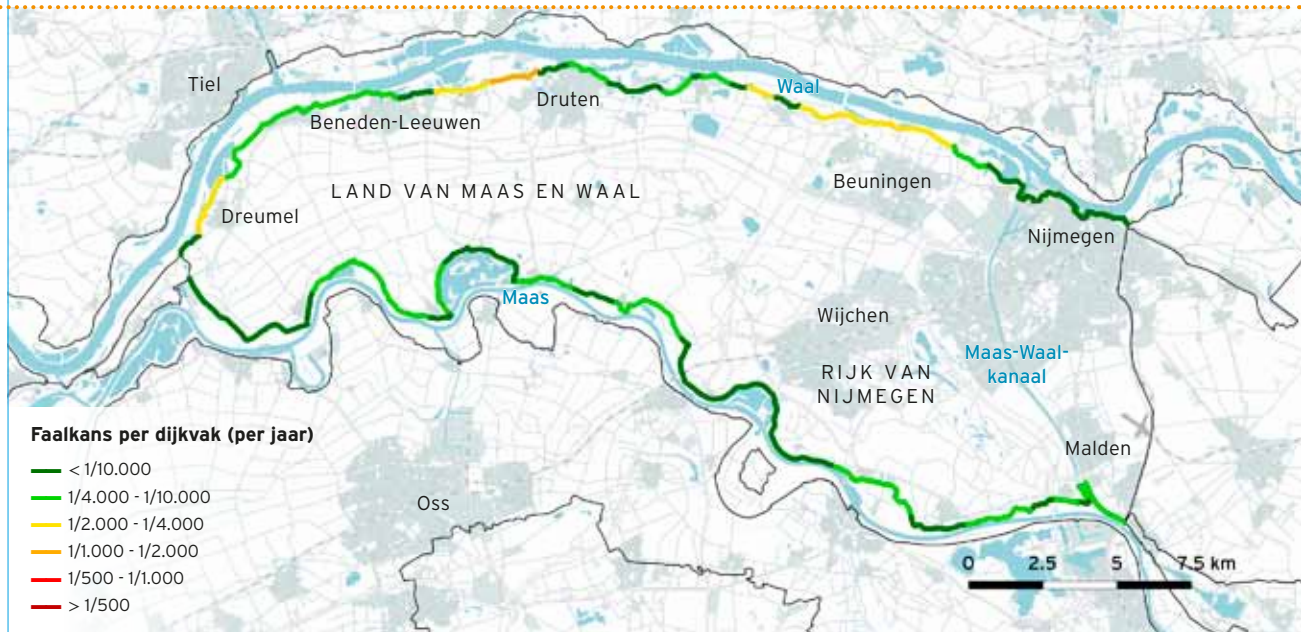 Tiel
Waal
Druten
Beneden-Leeuwen
Beuningen
LAND VAN MAAS EN WAAL
Dreumel
Nijmegen
Maas
Wijchen
Maas-Waal-
kanaal
RIJK VAN
NIJMEGEN
Malden
Oss
Faalkans per dijkvak (per jaar)
< 1/10.000
1/4.000 - 1/10.000
1/2.000 - 1/4.000
1/1.000 - 1/2.000
1/500 - 1/1.000
> 1/500
0 2.5 5 7.5 km